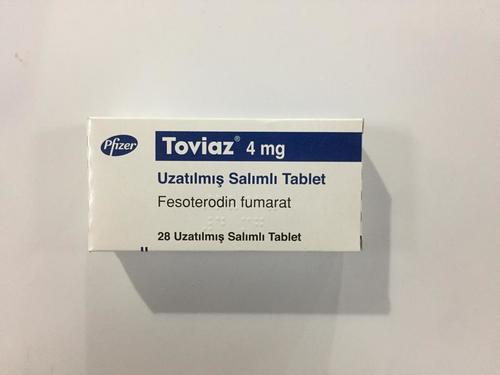 Pfizer
Toviaz® 4 mg
Uzatılmış Salımlı Tablet
Fesoterodin fumarat
28 Uzatılmış Salımlı Tablet